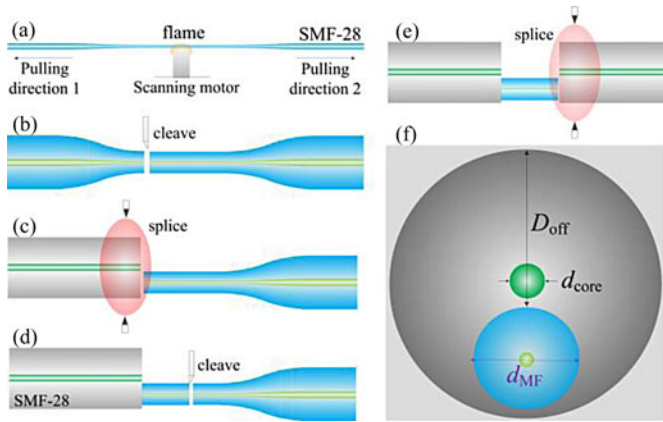 (a)
flame
SMF-28
Pulling
direction 1
Scanning motor
Pulling
direction 2
(b)
cleave
(c)
splice
(d)
cleave
SMF-28
(e)
splice
(f)
D_off
d_core
d_MF